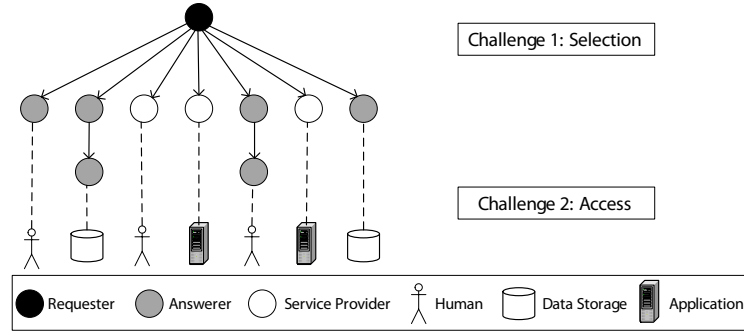 Challenge 1: Selection
Challenge 2: Access
Requester Answerer Service Provider Human Data Storage Application